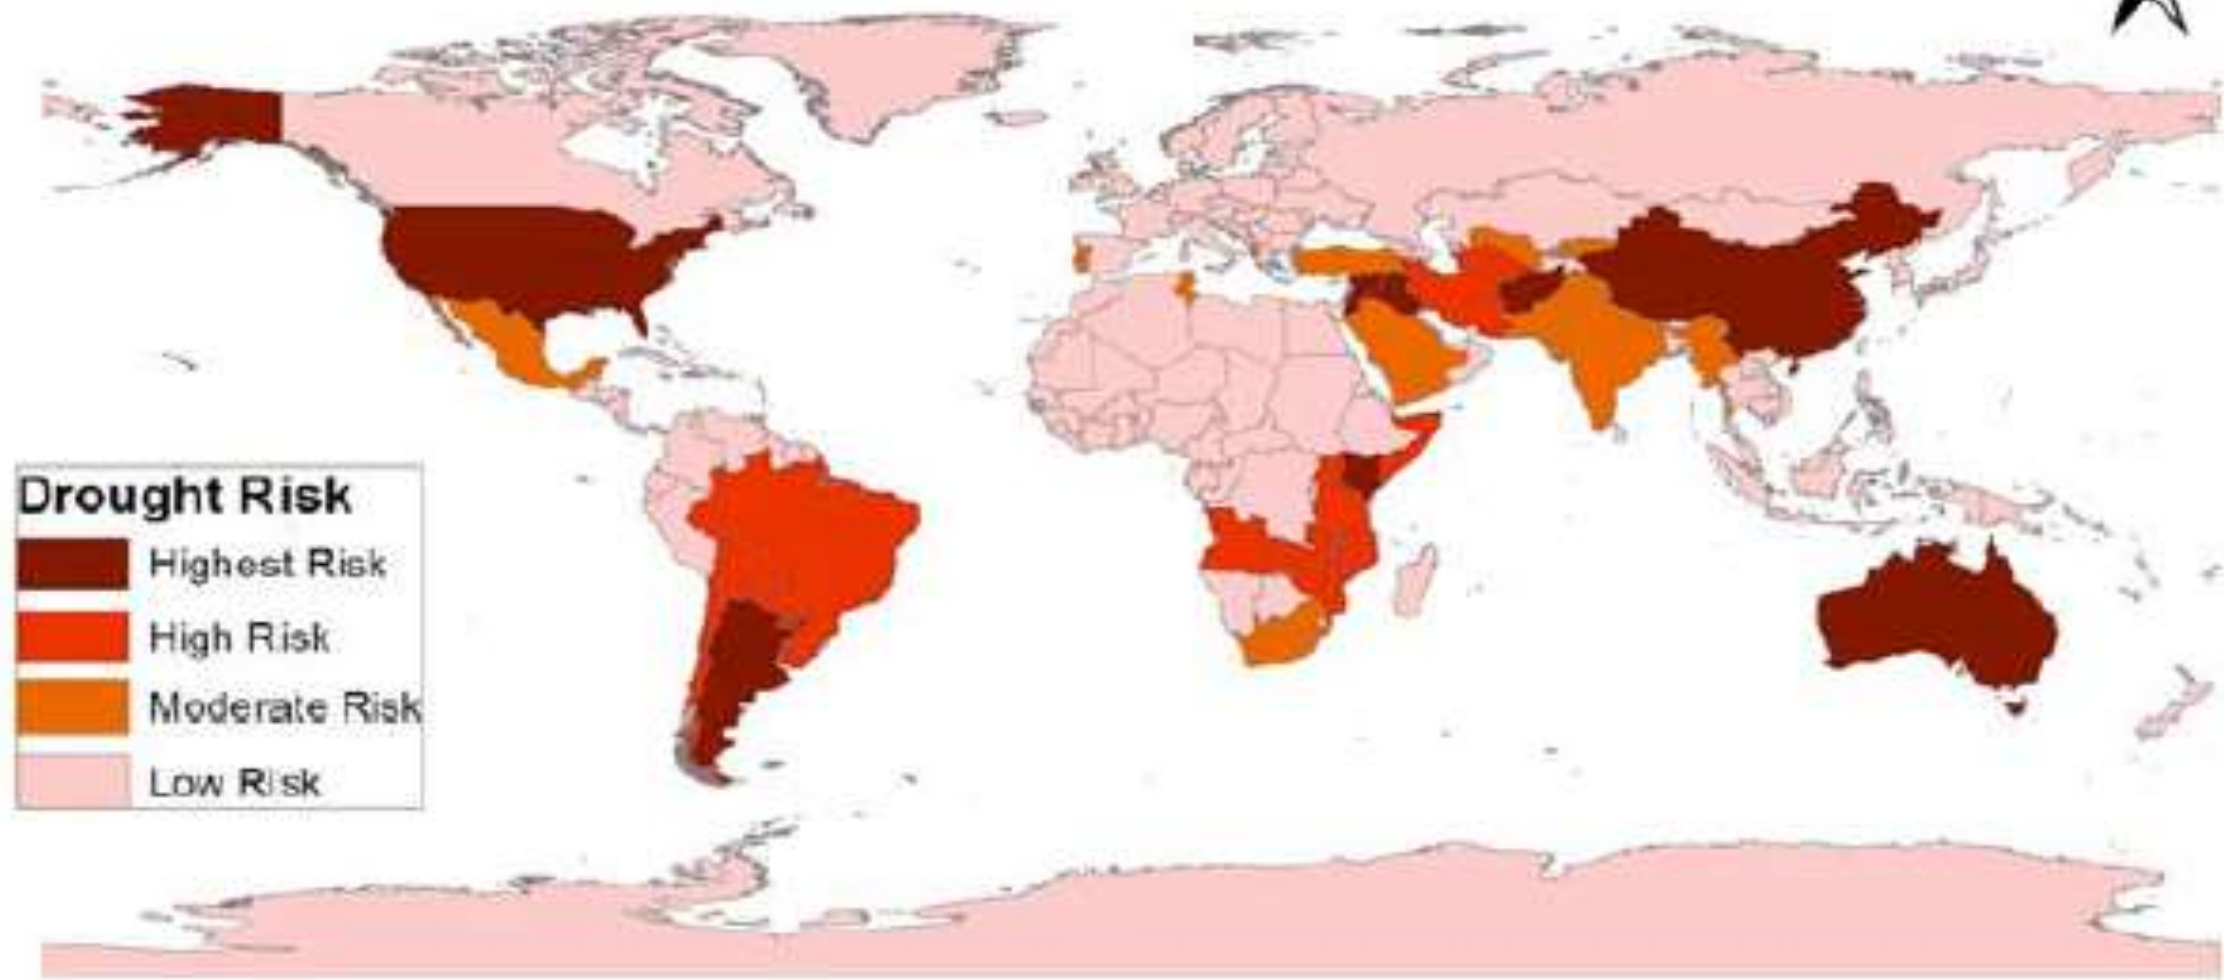 Drought Risk
Highest Risk
High Risk
Moderate Risk
Low Risk